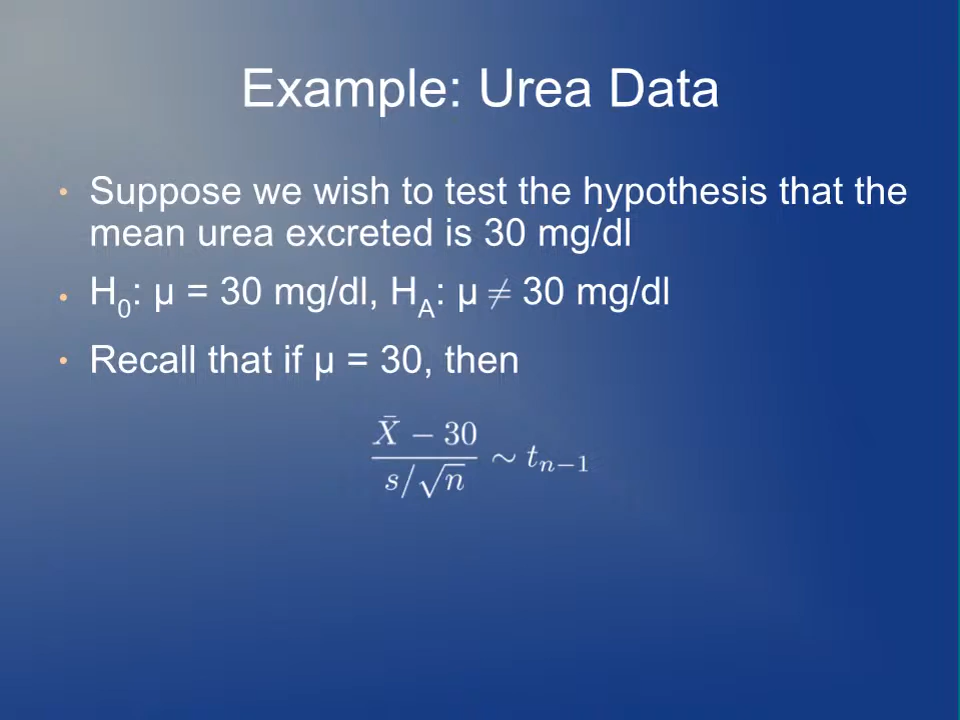 Example: Urea Data
• Suppose we wish to test the hypothesis that the
mean urea excreted is 30 mg/dl
• H₀: μ = 30 mg/dl, H_A: μ ≠ 30 mg/dl
• Recall that if μ = 30, then
X̄ − 30
s/√n
∼ tₙ₋₁